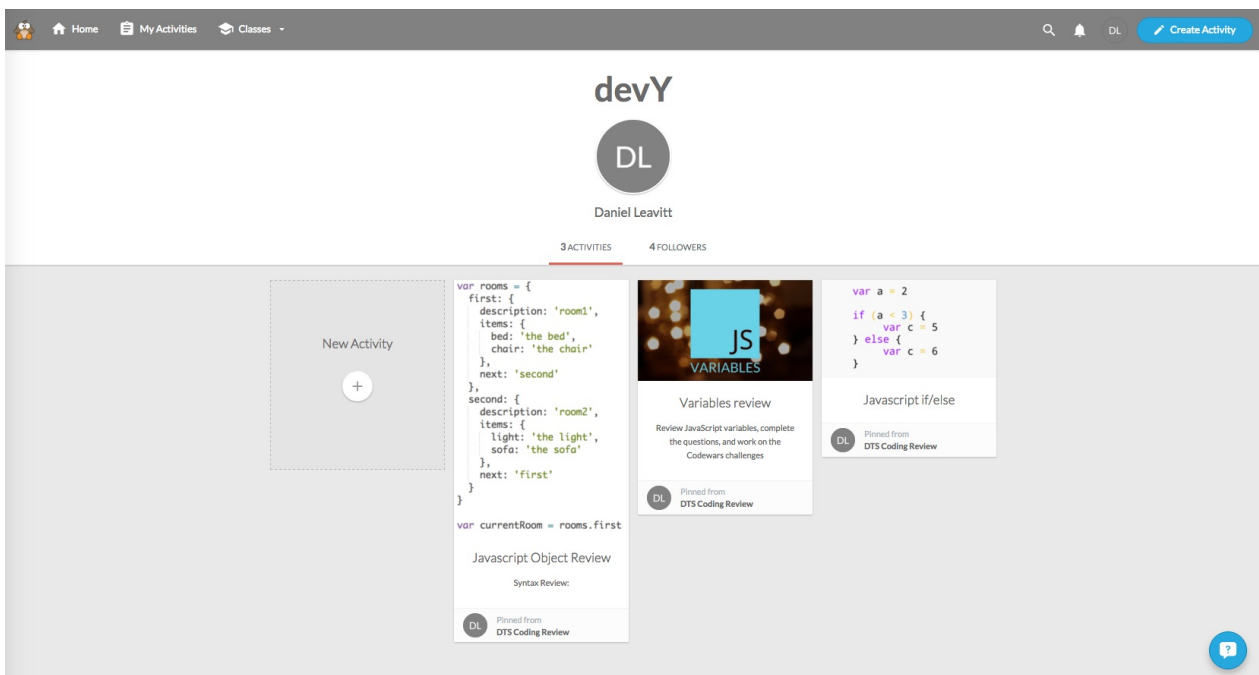 Home
My Activities
Classes
DL
Create Activity
devY
DL
Daniel Leavitt
3 ACTIVITIES
4 FOLLOWERS
New Activity
+
var rooms = {
first: {
description: 'room1',
items: {
bed: 'the bed',
chair: 'the chair'
},
next: 'second'
},
second: {
description: 'room2',
items: {
light: 'the light',
sofa: 'the sofa'
},
next: 'first'
}
}
var currentRoom = rooms.first
Javascript Object Review
Syntax Review:
DL
Pinned from
DTS Coding Review
JS
VARIABLES
Variables review
Review JavaScript variables, complete
the questions, and work on the
Codewars challenges
DL
Pinned from
DTS Coding Review
var a = 2
if (a < 3) {
var c = 5
} else {
var c = 6
}
Javascript if/else
DL
Pinned from
DTS Coding Review
?